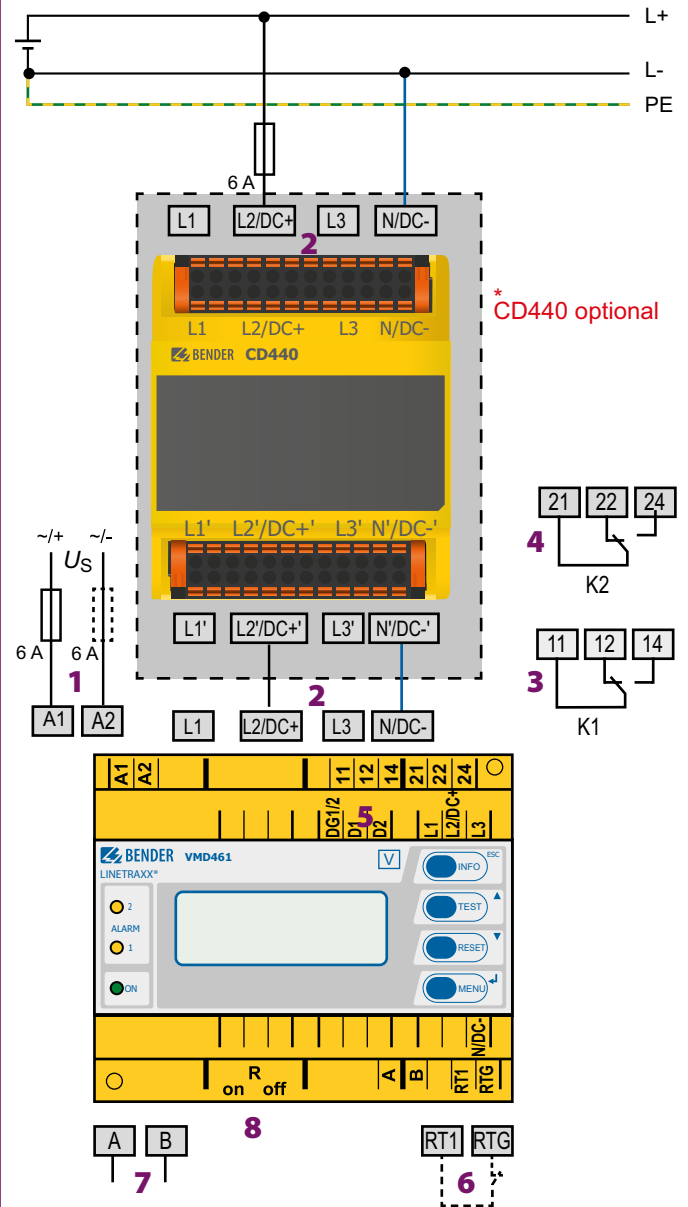 L+
L-
PE
6 A
L1 L2/DC+ L3 N/DC-
2
L1 L2/DC+ L3 N/DC-
BENDER CD440
*
CD440 optional
L1' L2'/DC+' L3' N'/DC-'
L1' L2'/DC+' L3' N'/DC-'
~/+ ~/-
US
6 A 6 A
1
A1 A2
21 22 24
4
K2
11 12 14
3
K1
2
L1 L2/DC+ L3 N/DC-
A1 A2 11 12 14 21 22 24
5
DG1/2 D1 D2 L1 L2/DC+ L3
BENDER VMD461
LINETRAXX®
V
INFO ESC
2
TEST
ALARM
1
RESET
ON
MENU
N/DC-
R
on off
A B RT1 RTG
8
A B
7
RT1 RTG
6